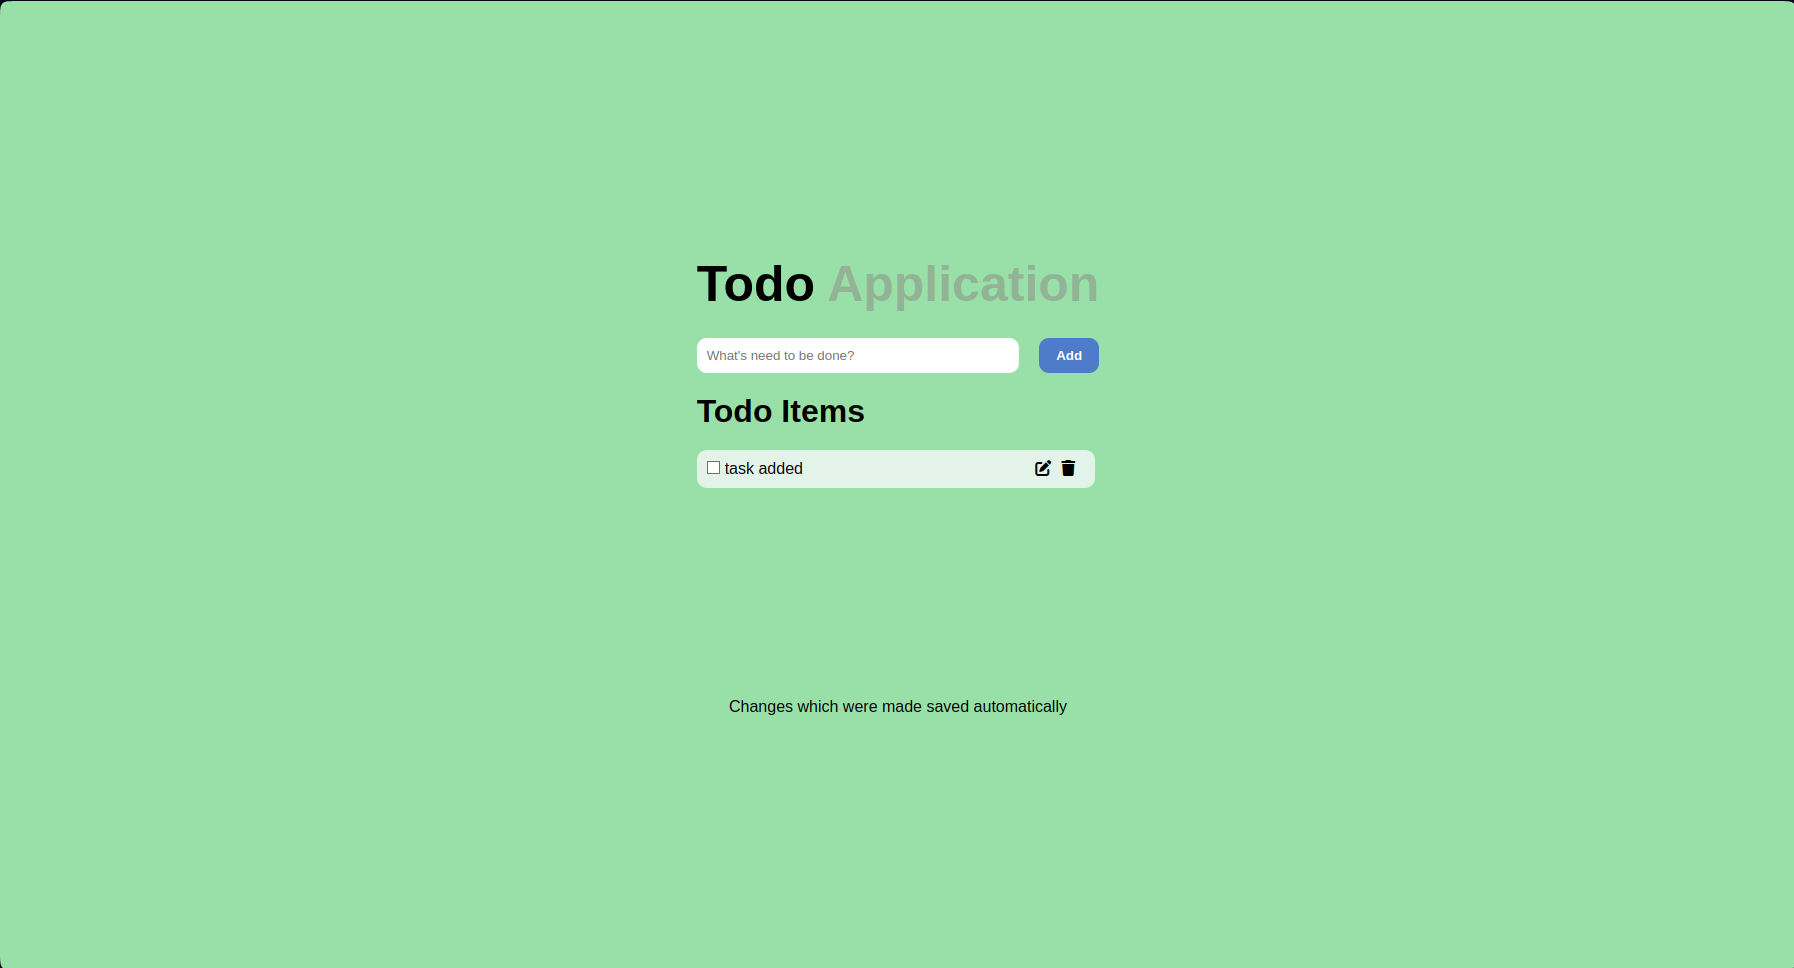 Todo Application
What's need to be done?
Add
Todo Items
task added
Changes which were made saved automatically